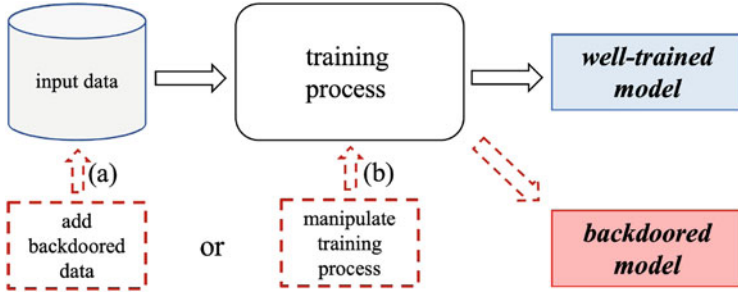 input data
training
process
well-trained
model
(a)
(b)
add
backdoored
data
or
manipulate
training
process
backdoored
model